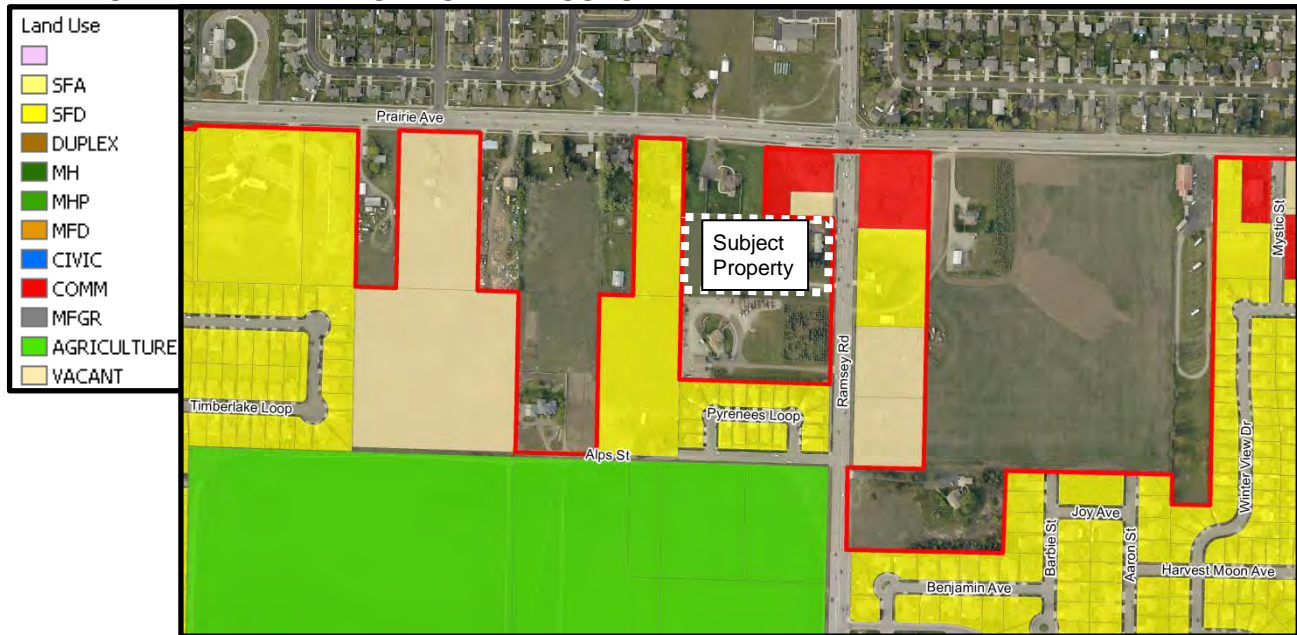 Land Use
SFA
SFD
DUPLEX
MH
MHP
MFD
CIVIC
COMM
MFGR
AGRICULTURE
VACANT
Prairie Ave
Subject
Property
Mystic St
Ramsey Rd
Timberlake Loop
Pyrenees Loop
Alps St
Winter View Dr
Joy Ave
Barbie St
Aaron St
Harvest Moon Ave
Benjamin Ave